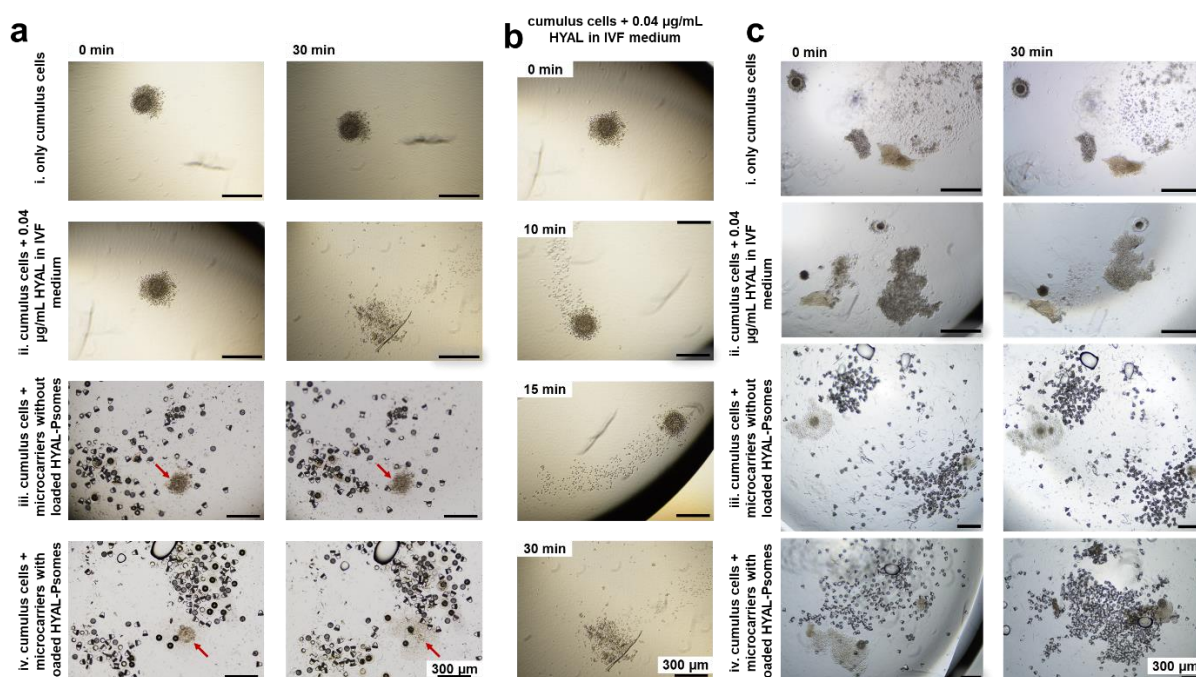 a
0 min
30 min
i. only cumulus cells
ii. cumulus cells + 0.04
µg/mL HYAL in IVF
medium
iii. cumulus cells +
microcarriers without
loaded HYAL-Psomes
iv. cumulus cells +
microcarriers with
loaded HYAL-Psomes
300 µm
b
cumulus cells + 0.04 µg/mL
HYAL in IVF medium
0 min
10 min
15 min
30 min
300 µm
c
0 min
30 min
i. only cumulus cells
ii. cumulus cells + 0.04
µg/mL HYAL in IVF
medium
iii. cumulus cells +
microcarriers without
loaded HYAL-Psomes
iv. cumulus cells +
microcarriers with
loaded HYAL-Psomes
300 µm